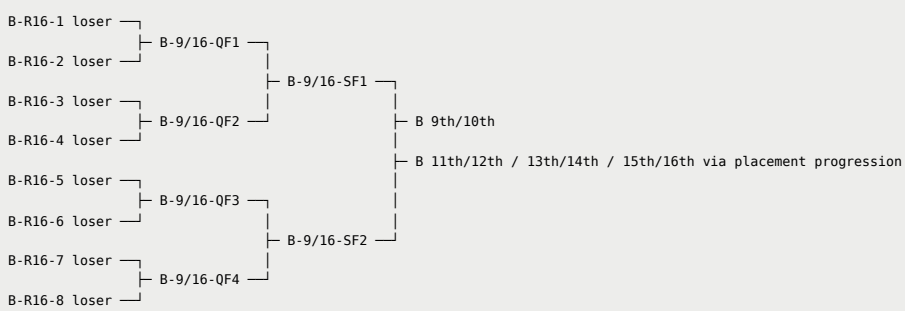 B-R16-1 loser
B-9/16-QF1
B-R16-2 loser
B-9/16-SF1
B-R16-3 loser
B-9/16-QF2
B 9th/10th
B-R16-4 loser
B 11th/12th / 13th/14th / 15th/16th via placement progression
B-R16-5 loser
B-9/16-QF3
B-R16-6 loser
B-9/16-SF2
B-R16-7 loser
B-9/16-QF4
B-R16-8 loser